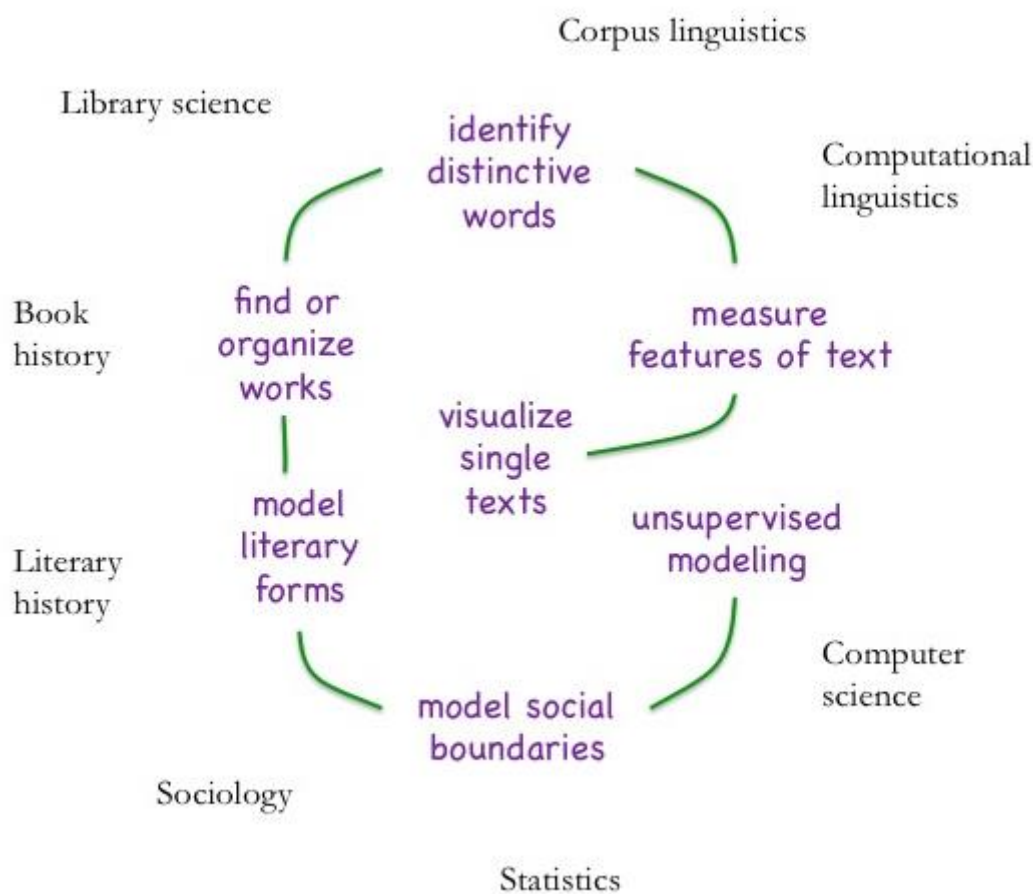 Corpus linguistics
Library science
identify
distinctive
words
Computational
linguistics
find or
organize
works
Book
history
measure
features of text
visualize
single
texts
model
literary
forms
unsupervised
modeling
Literary
history
Computer
science
model social
boundaries
Sociology
Statistics